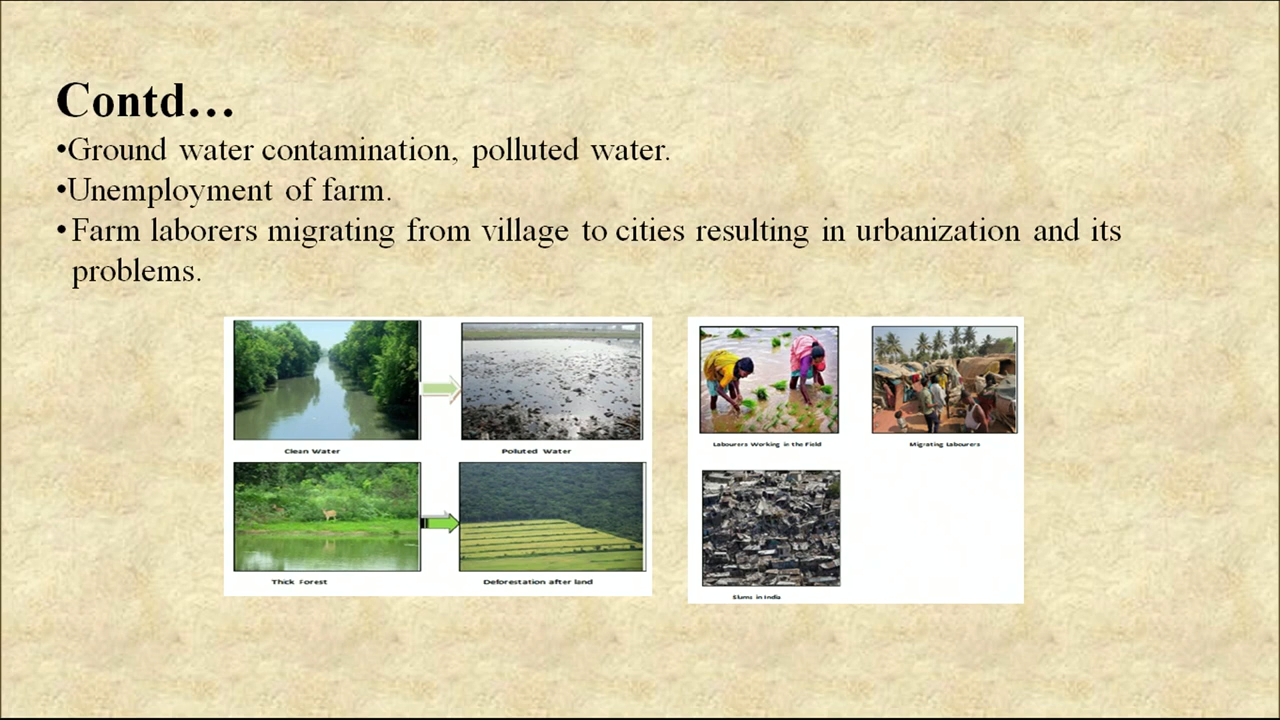 Contd…
•Ground water contamination, polluted water.
•Unemployment of farm.
•Farm laborers migrating from village to cities resulting in urbanization and its
problems.
Clean Water
Polluted Water
Thick Forest
Deforestation after land
Labourers Working in the Field
Migrating Labourers
Slums in India